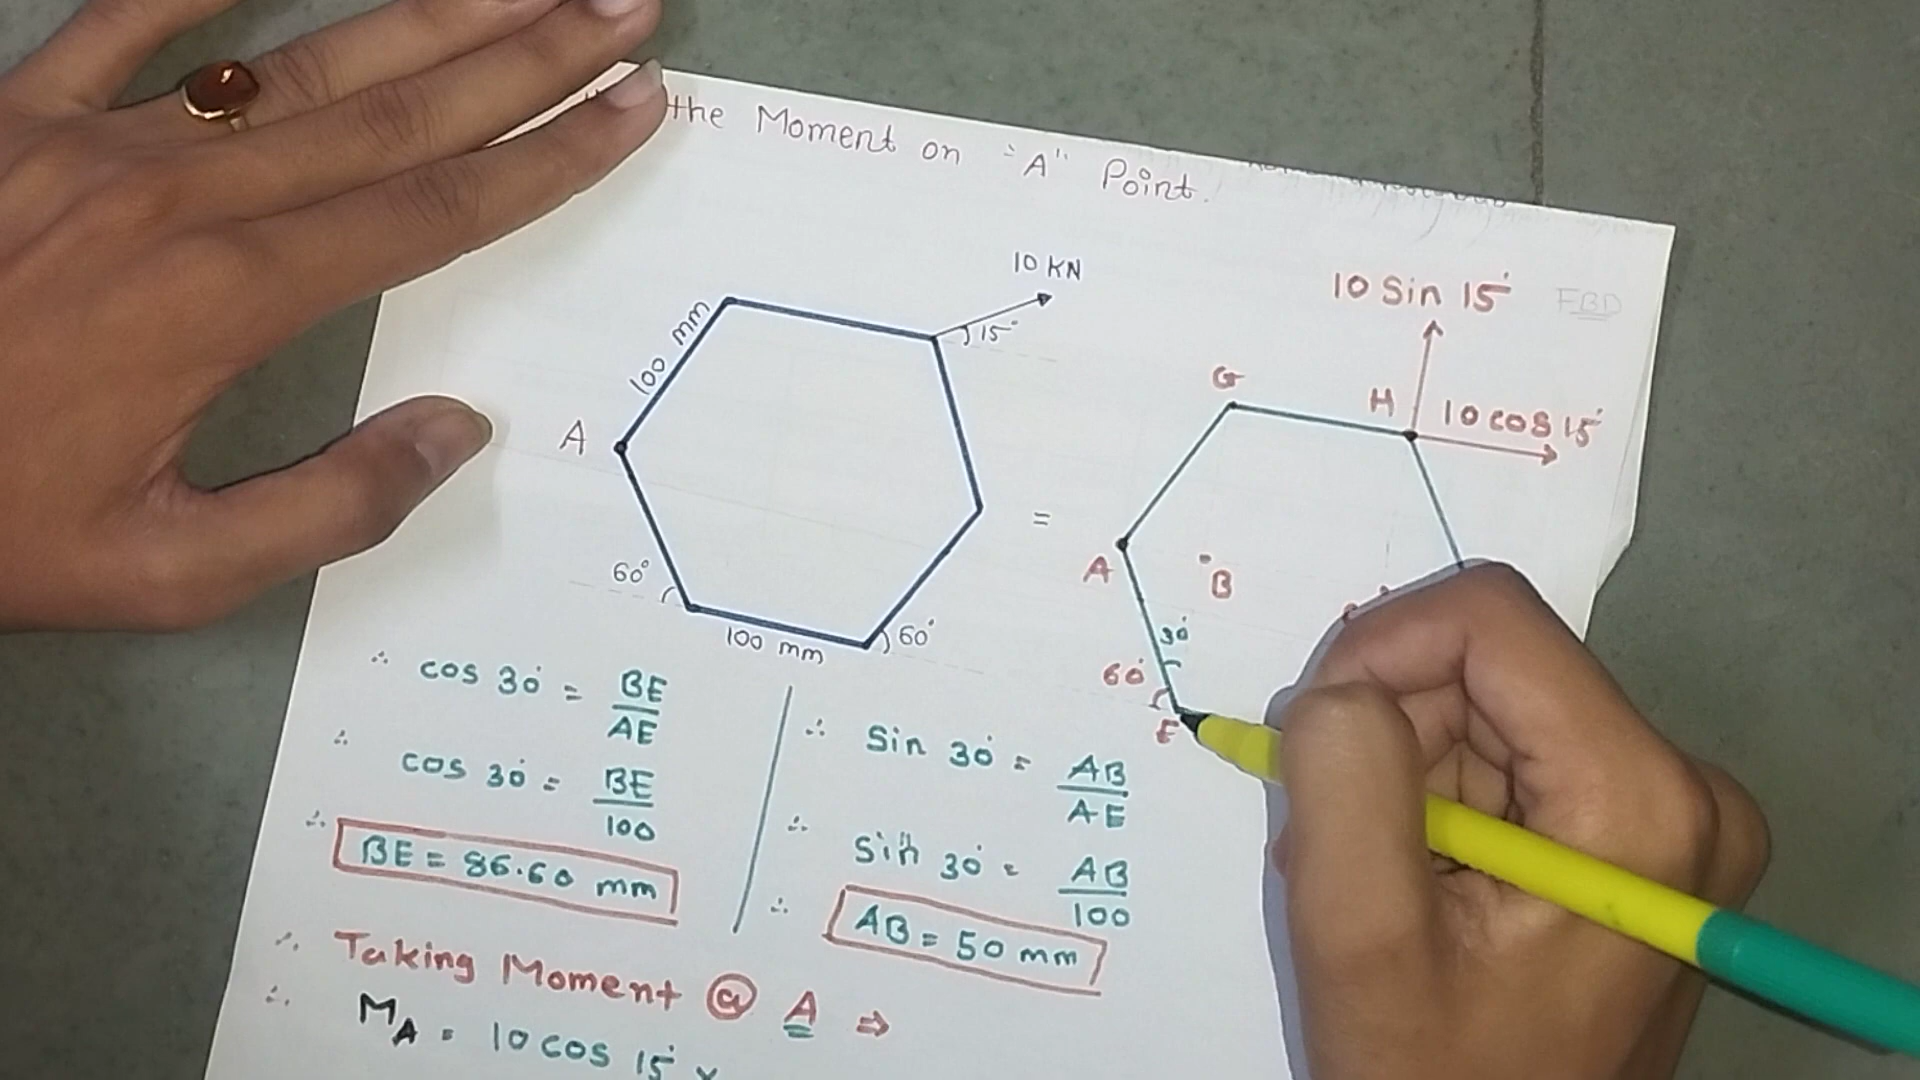 the Moment on "A" Point.
10 KN
15°
100 mm
A
60°
100 mm
60°
=
10 Sin 15°
FBD
G
H
10 cos 15°
A
B
30°
60°
E
∴ cos 30° = BE / AE
∴ cos 30° = BE / 100
∴ BE = 86.60 mm
∴ Sin 30° = AB / AE
∴ Sin 30° = AB / 100
∴ AB = 50 mm
∴ Taking Moment @ A ⇒
∴ MA = 10 cos 15° x